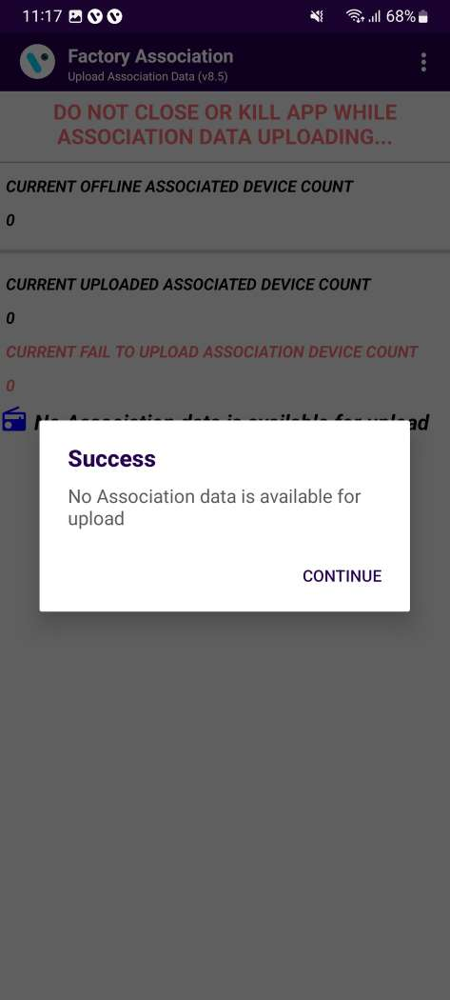 11:17 68%
Factory Association
Upload Association Data (v8.5)
DO NOT CLOSE OR KILL APP WHILE
ASSOCIATION DATA UPLOADING...
CURRENT OFFLINE ASSOCIATED DEVICE COUNT
0
CURRENT UPLOADED ASSOCIATED DEVICE COUNT
0
CURRENT FAIL TO UPLOAD ASSOCIATION DEVICE COUNT
0
No Association data is available for upload
Success
No Association data is available for
upload
CONTINUE